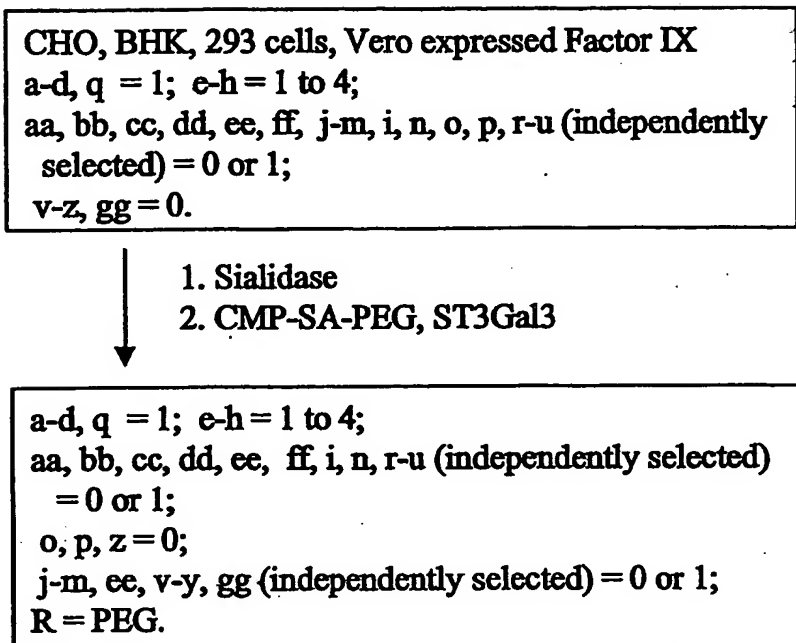 CHO, BHK, 293 cells, Vero expressed Factor IX
a-d, q = 1; e-h = 1 to 4;
aa, bb, cc, dd, ee, ff, j-m, i, n, o, p, r-u (independently
selected) = 0 or 1;
v-z, gg = 0.
1. Sialidase
2. CMP-SA-PEG, ST3Gal3
a-d, q = 1; e-h = 1 to 4;
aa, bb, cc, dd, ee, ff, i, n, r-u (independently selected)
= 0 or 1;
o, p, z = 0;
j-m, ee, v-y, gg (independently selected) = 0 or 1;
R = PEG.